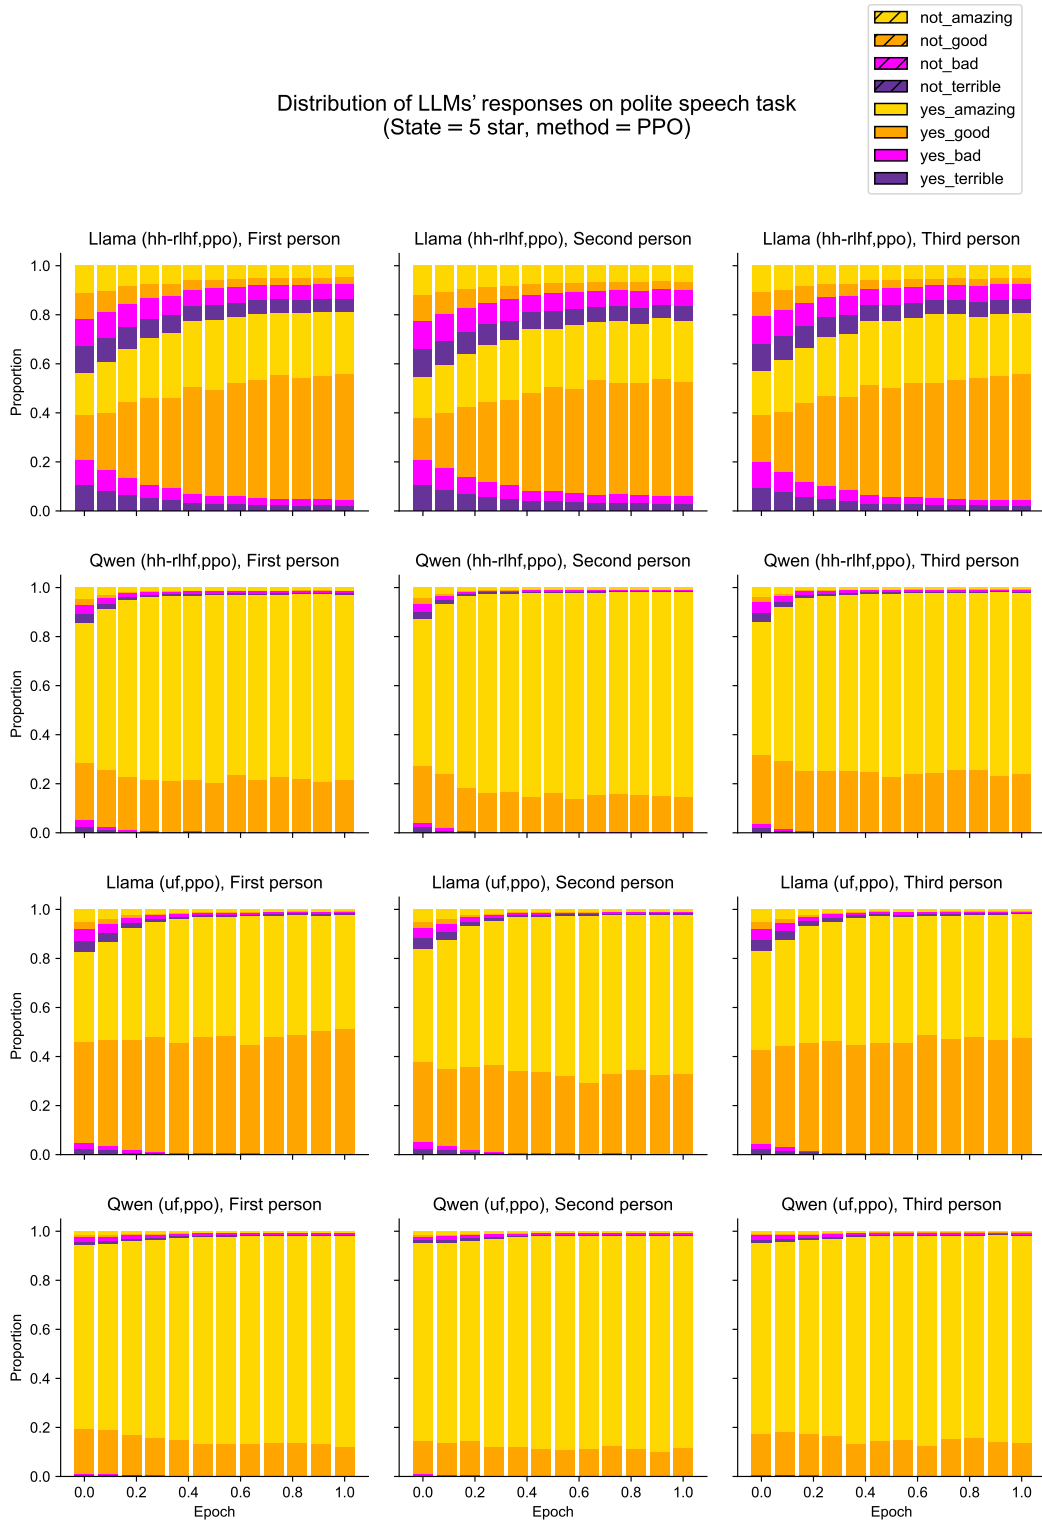 not_amazing
not_good
not_bad
not_terrible
yes_amazing
yes_good
yes_bad
yes_terrible
Distribution of LLMs’ responses on polite speech task
(State = 5 star, method = PPO)
Llama (hh-rlhf,ppo), First person
Llama (hh-rlhf,ppo), Second person
Llama (hh-rlhf,ppo), Third person
1.0
0.8
0.6
0.4
0.2
0.0
Proportion
Qwen (hh-rlhf,ppo), First person
Qwen (hh-rlhf,ppo), Second person
Qwen (hh-rlhf,ppo), Third person
1.0
0.8
0.6
0.4
0.2
0.0
Proportion
Llama (uf,ppo), First person
Llama (uf,ppo), Second person
Llama (uf,ppo), Third person
1.0
0.8
0.6
0.4
0.2
0.0
Proportion
Qwen (uf,ppo), First person
Qwen (uf,ppo), Second person
Qwen (uf,ppo), Third person
1.0
0.8
0.6
0.4
0.2
0.0
Proportion
0.0 0.2 0.4 0.6 0.8 1.0
Epoch
0.0 0.2 0.4 0.6 0.8 1.0
Epoch
0.0 0.2 0.4 0.6 0.8 1.0
Epoch